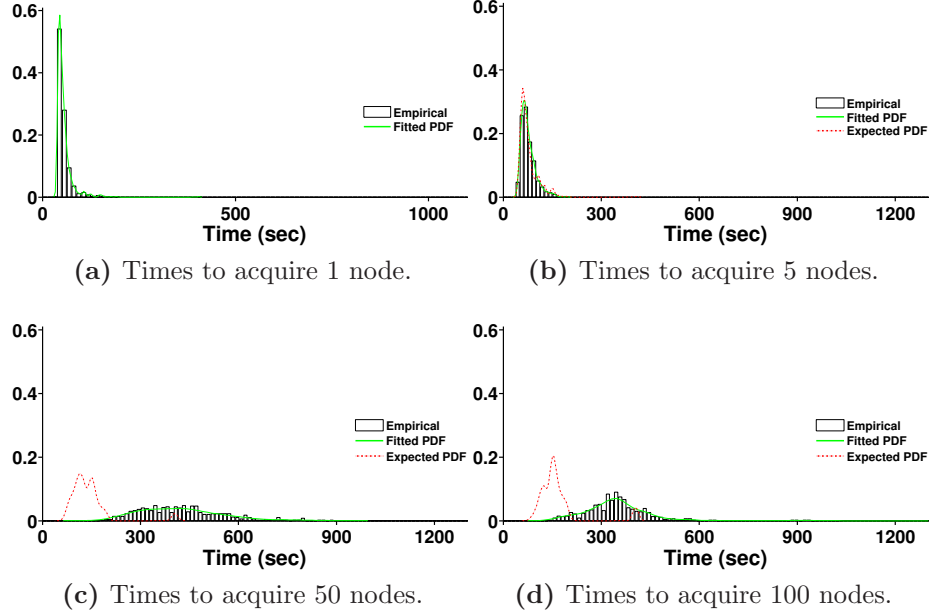 0.6
0.4
0.2
0
0
500
1000
Time (sec)
Empirical
Fitted PDF
(a) Times to acquire 1 node.
0.6
0.4
0.2
0
0
300
600
900
1200
Time (sec)
Empirical
Fitted PDF
Expected PDF
(b) Times to acquire 5 nodes.
0.6
0.4
0.2
0
0
300
600
900
1200
Time (sec)
Empirical
Fitted PDF
Expected PDF
(c) Times to acquire 50 nodes.
0.6
0.4
0.2
0
0
300
600
900
1200
Time (sec)
Empirical
Fitted PDF
Expected PDF
(d) Times to acquire 100 nodes.